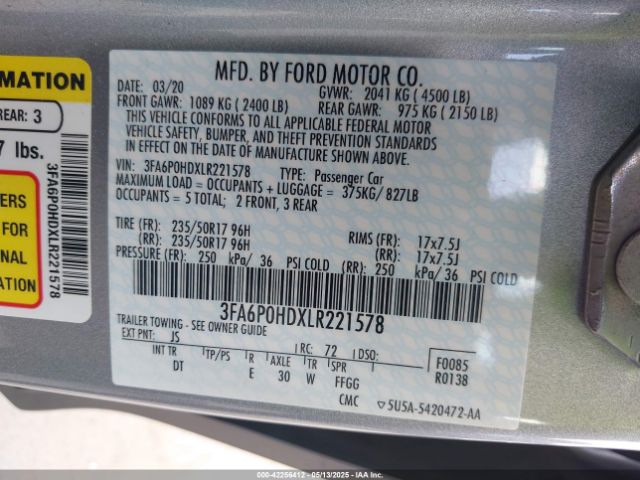 RMATION
REAR: 3
7 lbs.
3FA6P0HDXLR221578
ERS
FOR
NAL
ATION
MFD. BY FORD MOTOR CO.
DATE: 03/20 GVWR: 2041 KG ( 4500 LB)
FRONT GAWR: 1089 KG ( 2400 LB) REAR GAWR: 975 KG ( 2150 LB)
THIS VEHICLE CONFORMS TO ALL APPLICABLE FEDERAL MOTOR
VEHICLE SAFETY, BUMPER, AND THEFT PREVENTION STANDARDS
IN EFFECT ON THE DATE OF MANUFACTURE SHOWN ABOVE.
VIN: 3FA6P0HDXLR221578 TYPE: Passenger Car
MAXIMUM LOAD = OCCUPANTS + LUGGAGE = 375KG/ 827LB
OCCUPANTS = 5 TOTAL; 2 FRONT, 3 REAR
TIRE (FR): 235/50R17 96H RIMS (FR): 17x7.5J
(RR): 235/50R17 96H (RR): 17x7.5J
PRESSURE (FR): 250 kPa/ 36 PSI COLD (RR): 250 kPa/ 36 PSI COLD
3FA6P0HDXLR221578
TRAILER TOWING - SEE OWNER GUIDE
EXT PNT: JS RC: 72 DSO: F0085
INT TR TP/PS R AXLE TR SPR R0138
DT E 30 W FFGG
CMC 5U5A-5420472-AA
000-42256412 - 05/13/2025 - IAAI.COM